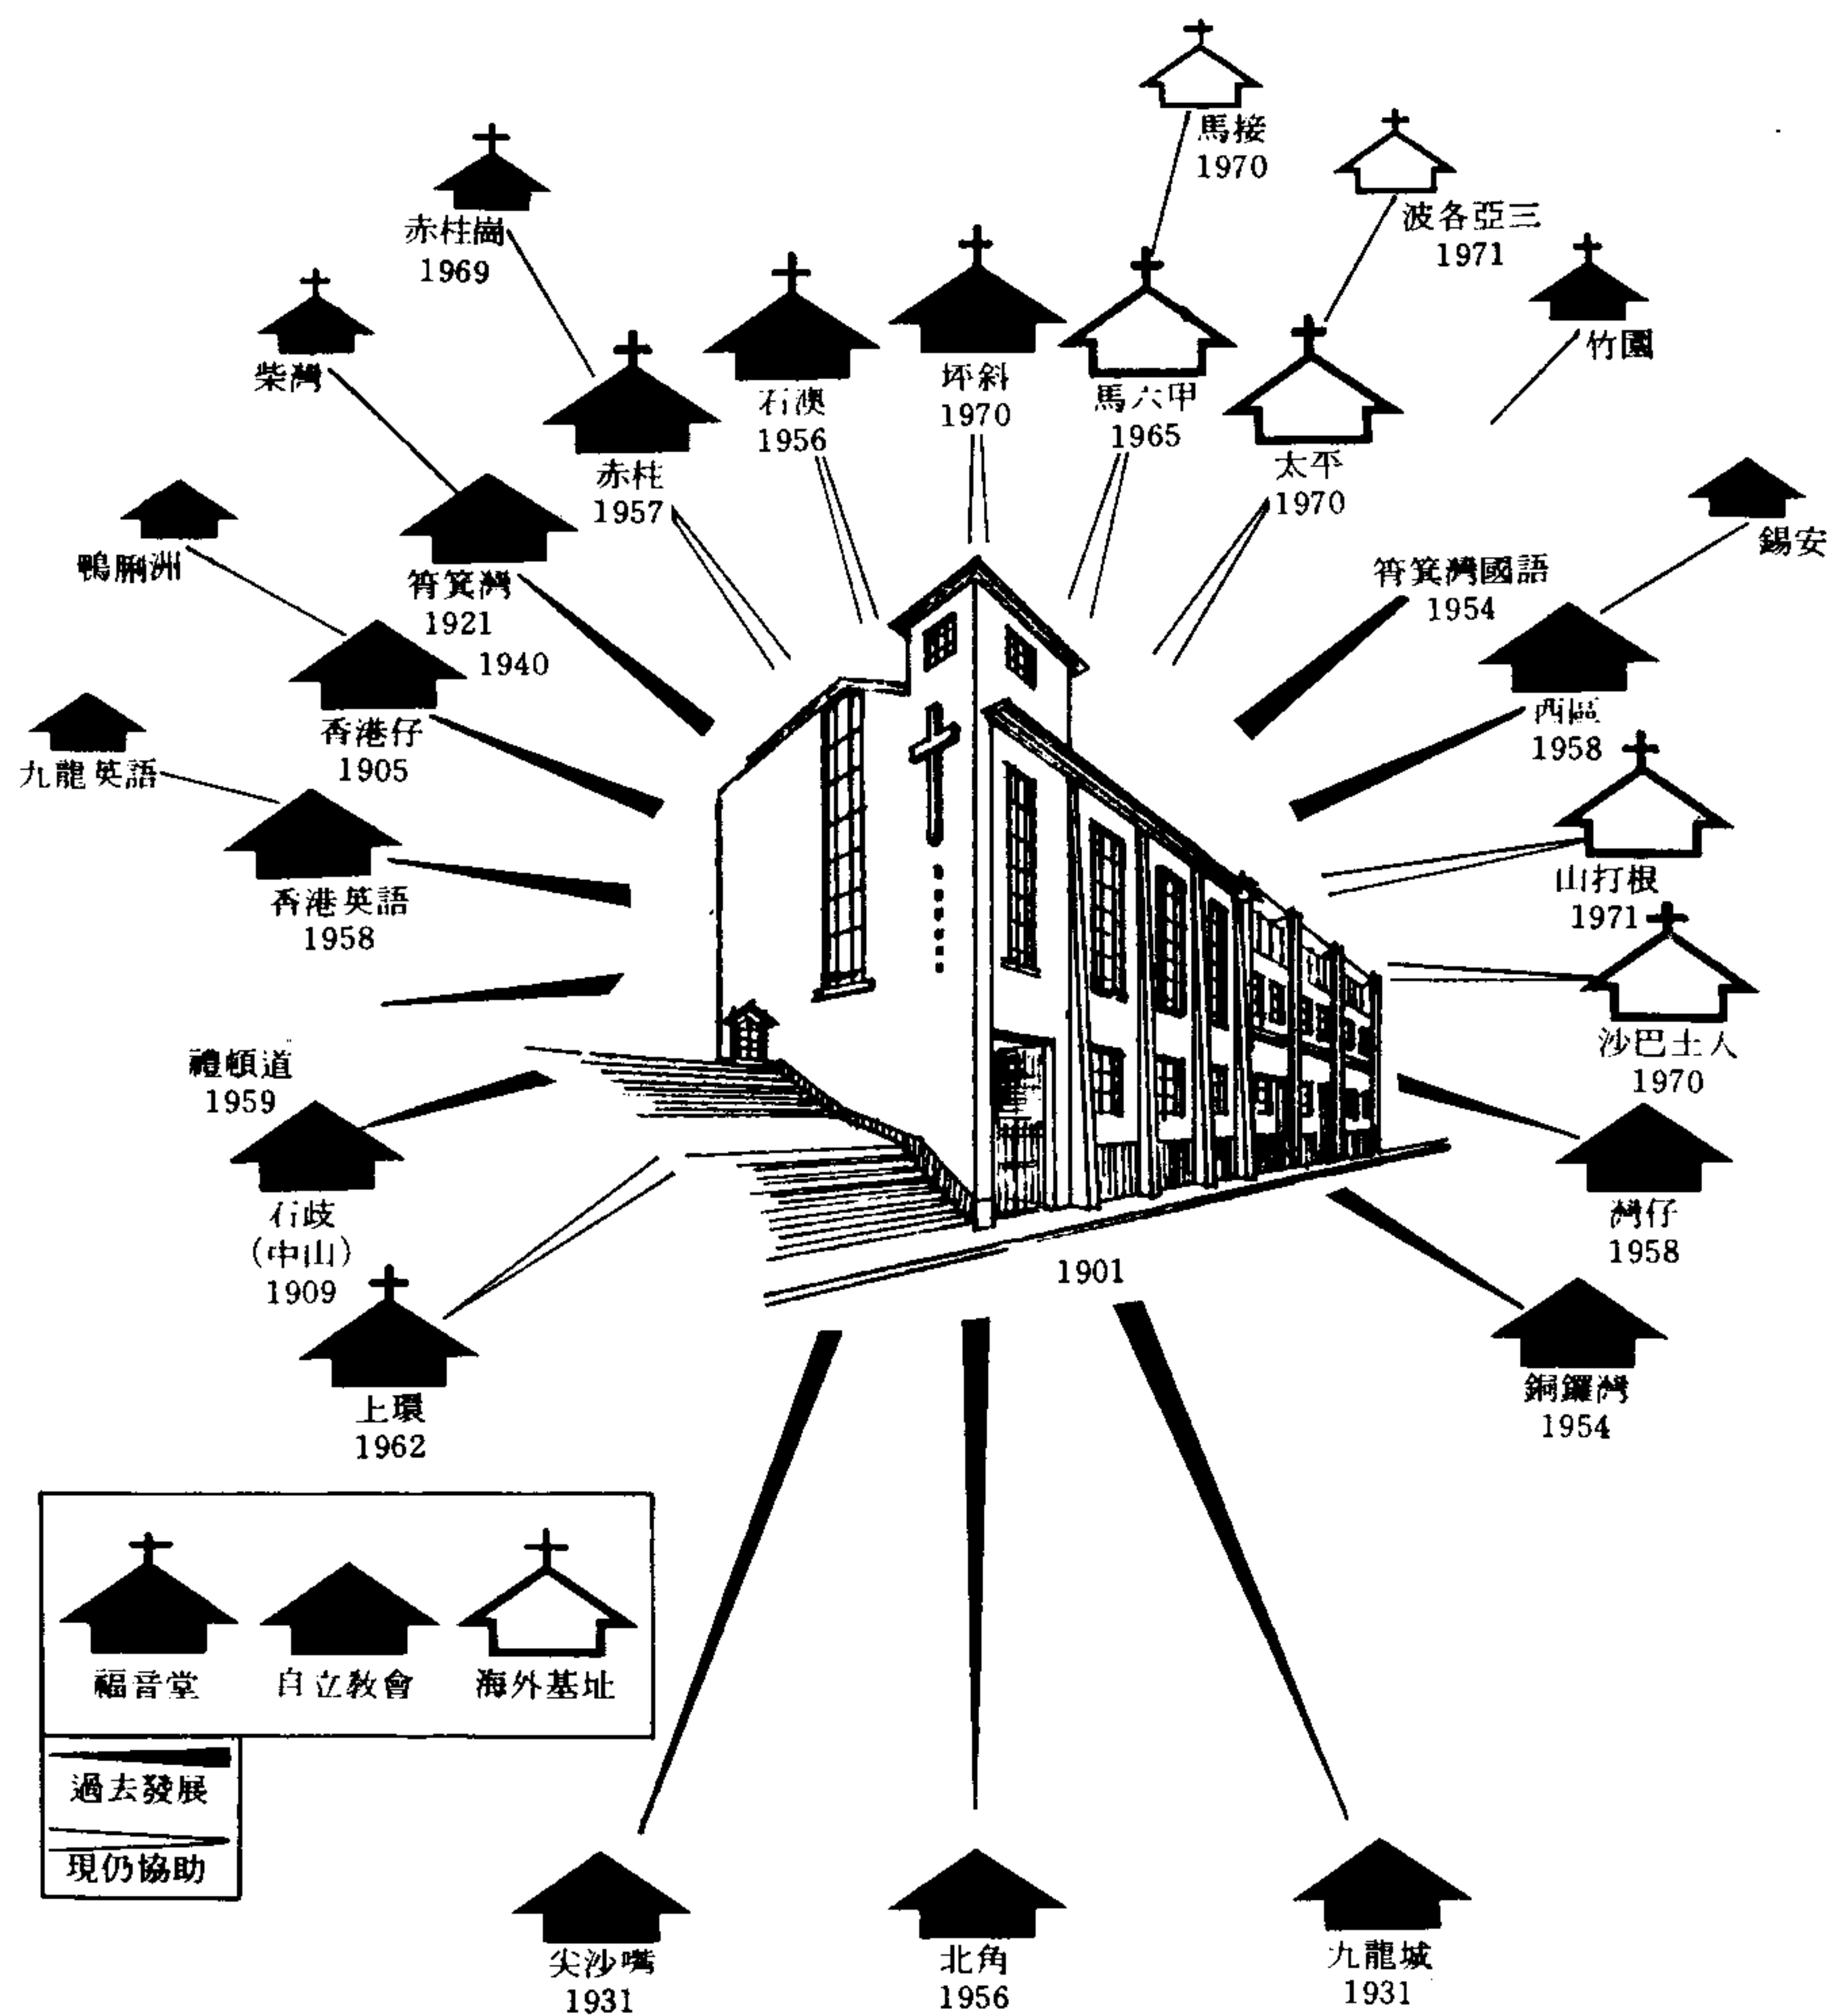 馬接
1970
波各亞三
1971
竹園
赤柱崗
1969
柴灣
石澳
1956
坪斜
1970
馬六甲
1965
太平
1970
赤柱
1957
錫安
鴨脷洲
筲箕灣
1921
1940
筲箕灣國語
1954
香港仔
1905
西區
1958
九龍英語
香港英語
1958
山打根
1971
沙巴土人
1970
禮頓道
1959
石歧
(中山)
1909
灣仔
1958
1901
上環
1962
銅鑼灣
1954
福音堂
自立教會
海外基址
過去發展
現仍協助
尖沙嘴
1931
北角
1956
九龍城
1931